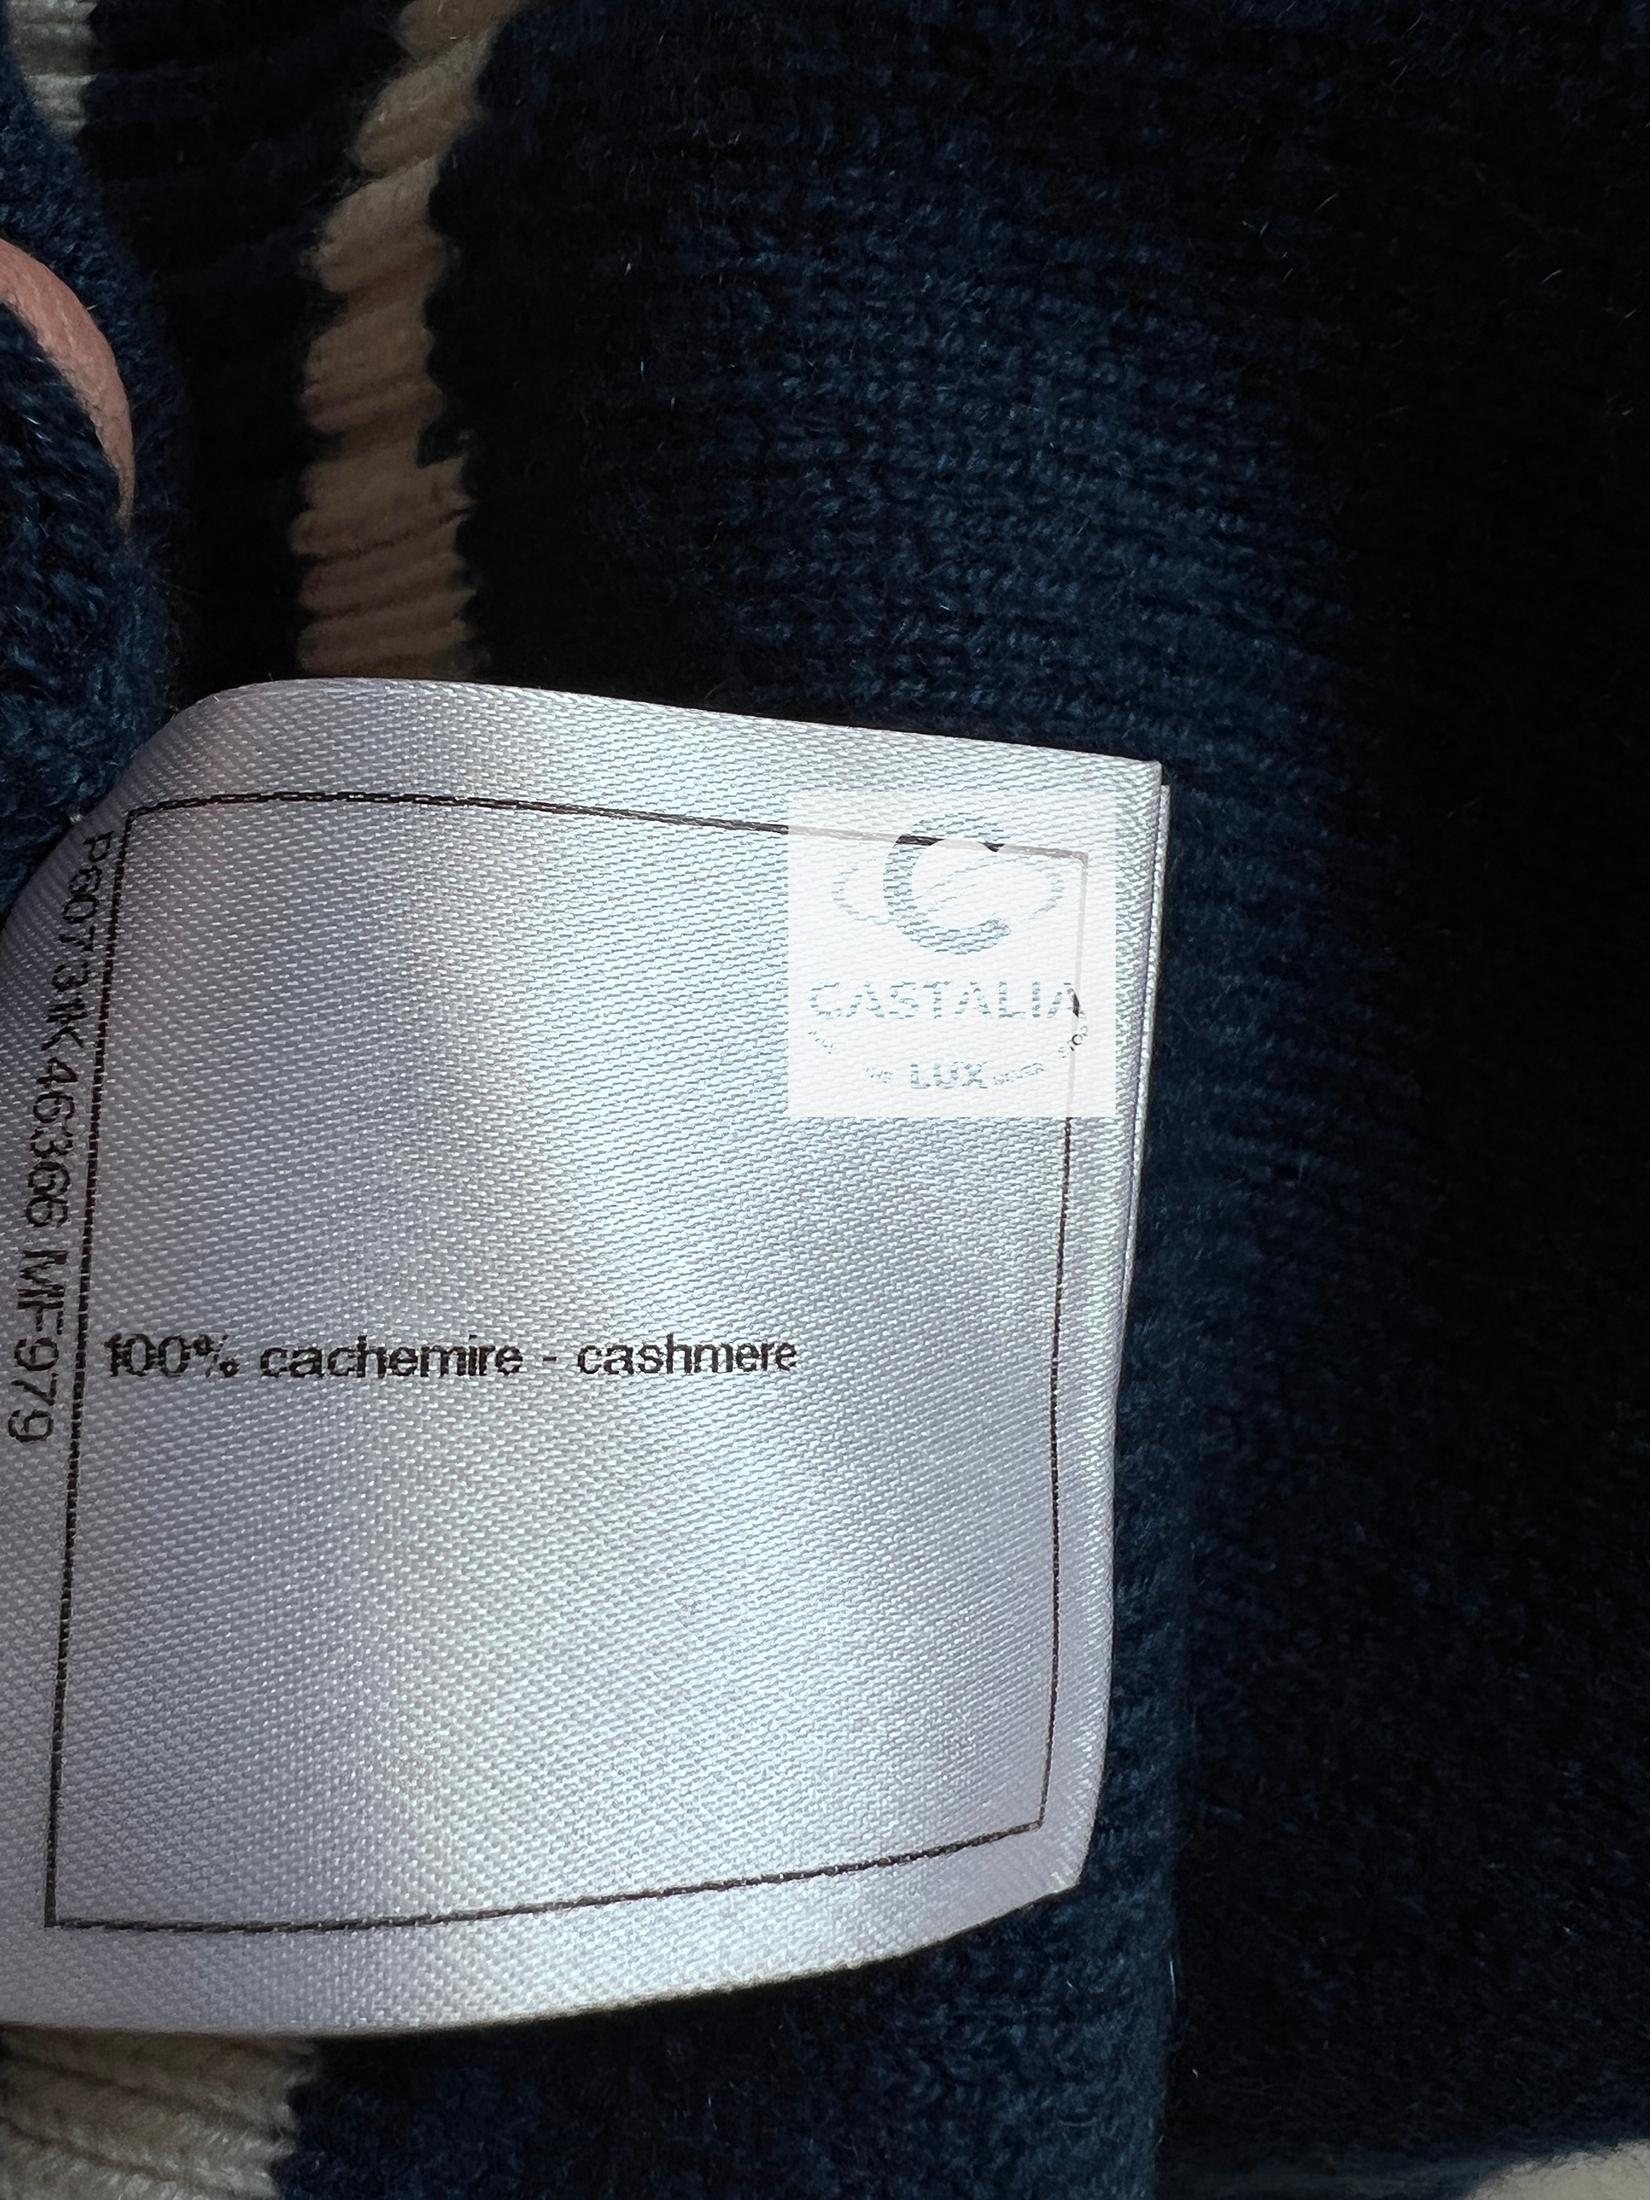 P60731K46366 MF979
CASTALIA
LUX
100% cachemire - cashmere